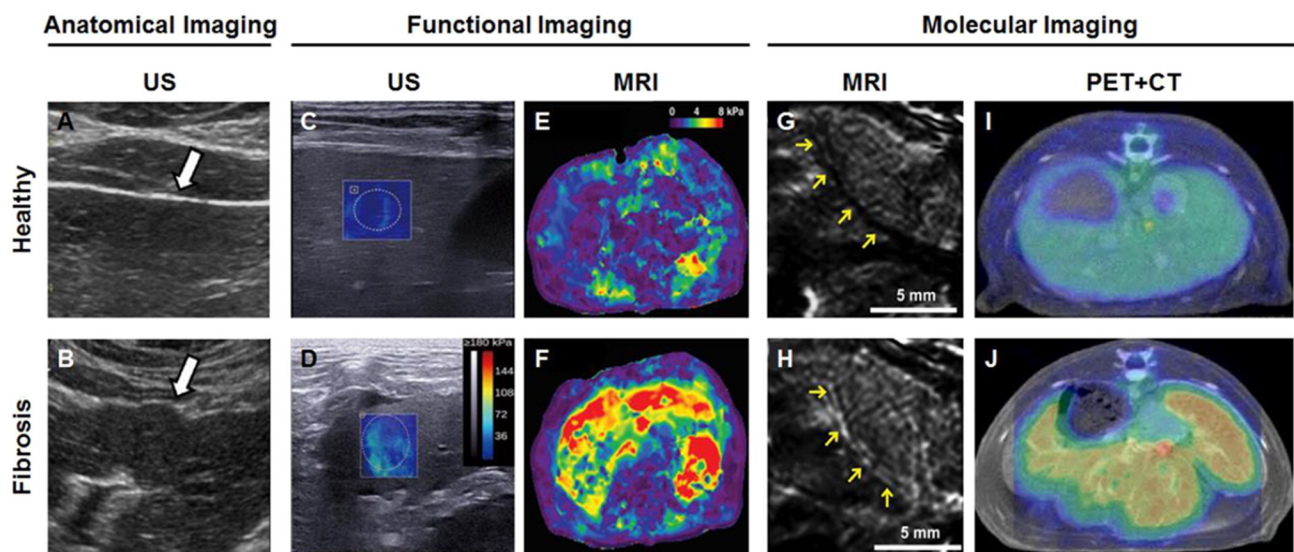 Anatomical Imaging
Functional Imaging
Molecular Imaging
US
US
MRI
MRI
PET+CT
Healthy
A
C
E
0 4 8 kPa
G
5 mm
I
Fibrosis
B
D
≥180 kPa
144
108
72
36
F
H
5 mm
J